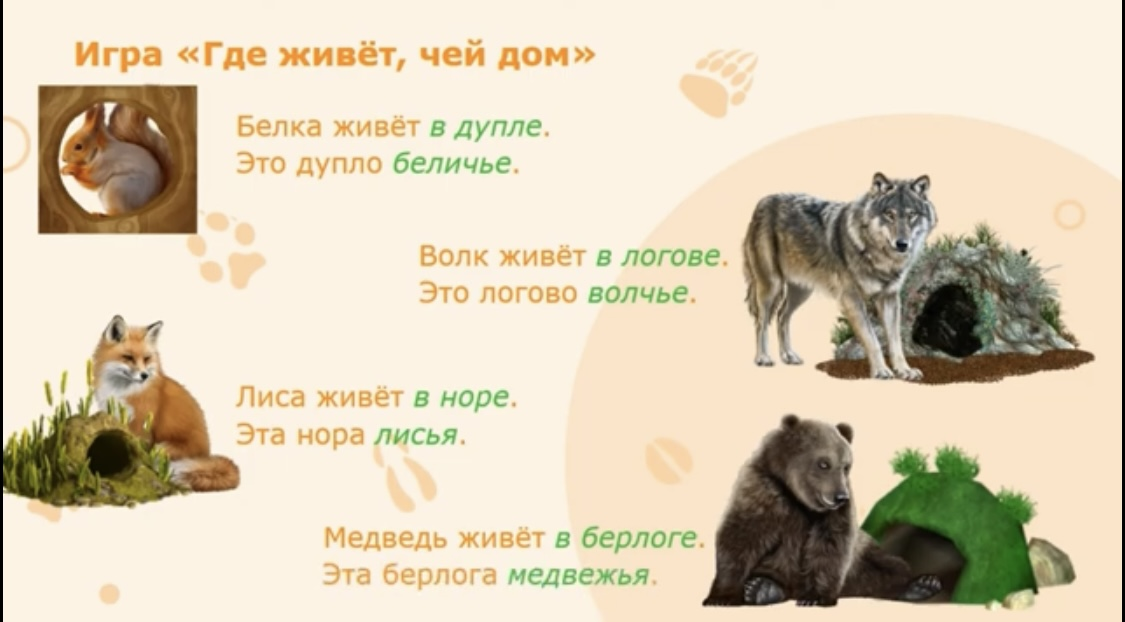 Игра «Где живёт, чей дом»
Белка живёт в дупле.
Это дупло беличье.
Волк живёт в логове.
Это логово волчье.
Лиса живёт в норе.
Эта нора лисья.
Медведь живёт в берлоге.
Эта берлога медвежья.